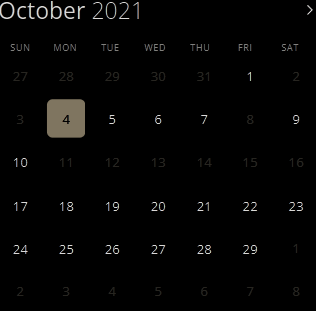 October 2021 >
SUN MON TUE WED THU FRI SAT
27 28 29 30 31 1 2
3 4 5 6 7 8 9
10 11 12 13 14 15 16
17 18 19 20 21 22 23
24 25 26 27 28 29 1
2 3 4 5 6 7 8